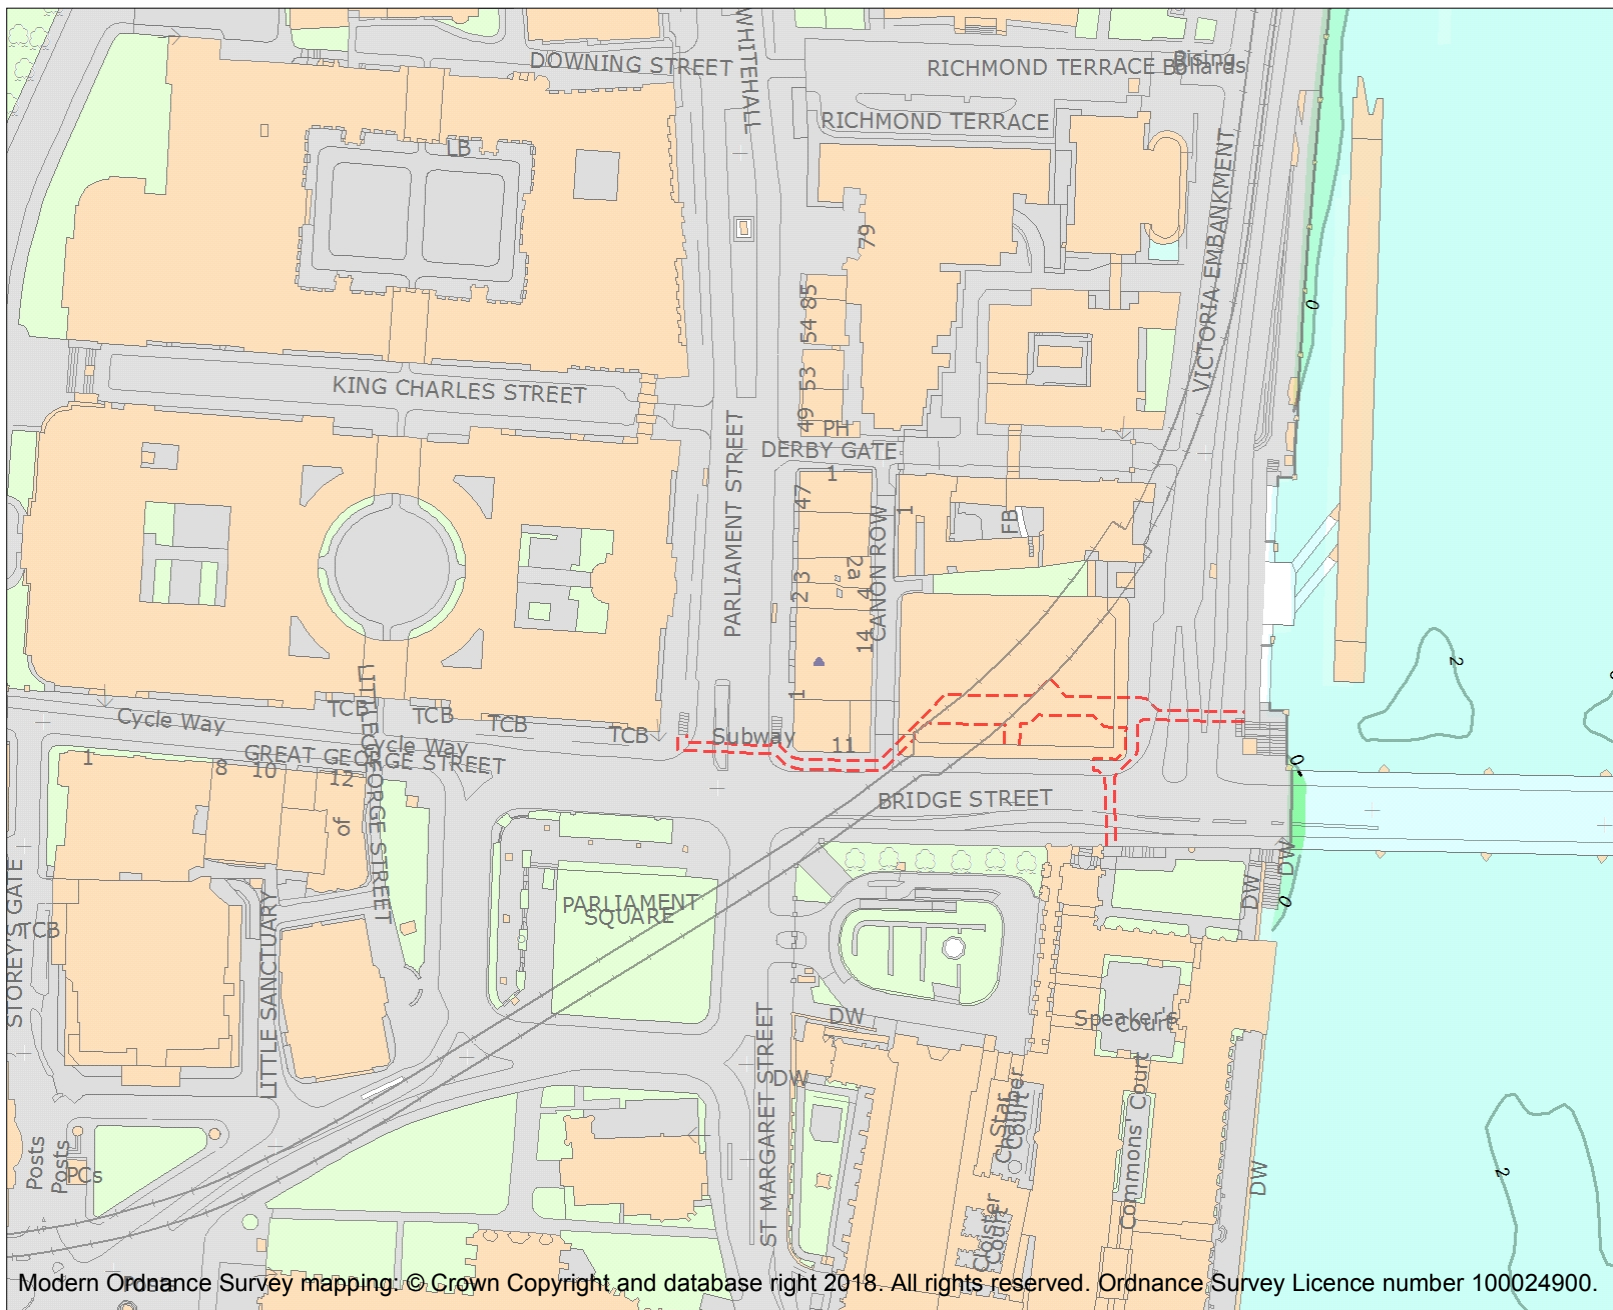 WHITEHALL
DOWNING STREET
RICHMOND TERRACE
Rising
Bollards
RICHMOND TERRACE
LB
VICTORIA EMBANKMENT
79
0
85
54
53
49
KING CHARLES STREET
PARLIAMENT STREET
PH
DERBY GATE
1
47
1
CANON ROW
FB
2a
3
2
4
14
1
2
LITTLE GEORGE STREET
TCB
TCB
TCB
TCB
Cycle Way
Cycle Way
Subway
11
1
GREAT GEORGE STREET
8
10
12
0
BRIDGE STREET
of
DW
DW
0
STOREY'S GATE
TCB
LITTLE SANCTUARY
PARLIAMENT
SQUARE
DW
Speaker's
Court
ST MARGARET STREET
DW
Star
Chamber
Court
Commons' Court
Posts
Posts
PCs
DW
2
Cloister
Court
Posts
Modern Ordnance Survey mapping: © Crown Copyright and database right 2018. All rights reserved. Ordnance Survey Licence number 100024900.